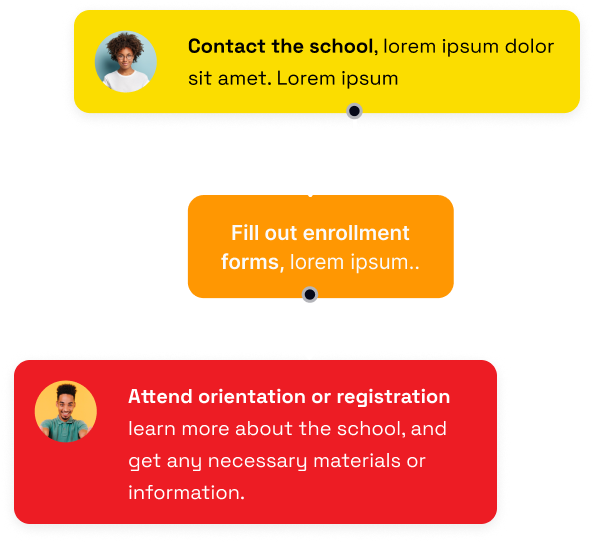 Contact the school, lorem ipsum dolor
sit amet. Lorem ipsum
Fill out enrollment
forms, lorem ipsum..
Attend orientation or registration
learn more about the school, and
get any necessary materials or
information.